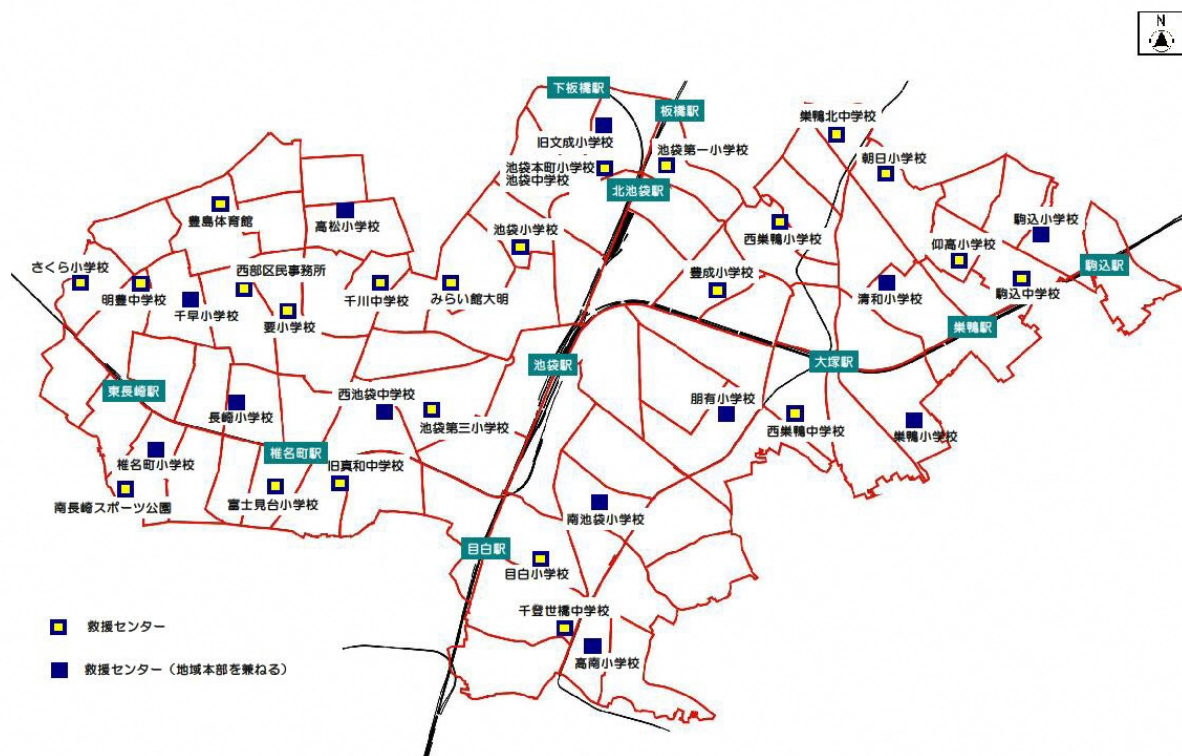 N
下板橋駅
板橋駅
旧文成小学校
巣鴨北中学校
池袋第一小学校
朝日小学校
池袋本町小学校
池袋中学校
北池袋駅
豊島体育館
高松小学校
池袋小学校
西巣鴨小学校
駒込小学校
仰高小学校
駒込駅
さくら小学校
西部区民事務所
明豊中学校
千早小学校
要小学校
千川中学校
みらい館大明
豊成小学校
清和小学校
駒込中学校
巣鴨駅
池袋駅
大塚駅
東長崎駅
長崎小学校
西池袋中学校
池袋第三小学校
朋有小学校
西巣鴨中学校
巣鴨小学校
椎名町小学校
椎名町駅
旧真和中学校
南長崎スポーツ公園
富士見台小学校
南池袋小学校
目白駅
目白小学校
千登世橋中学校
高南小学校
救援センター
救援センター（地域本部を兼ねる）